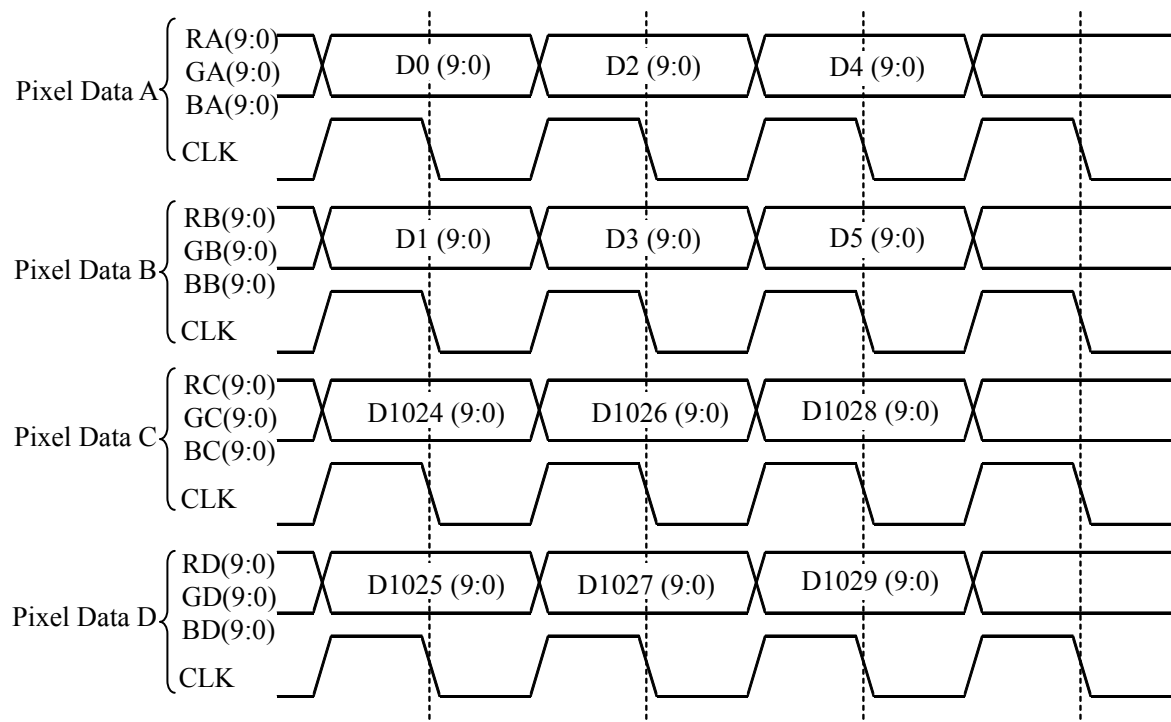 Pixel Data A
RA(9:0)
GA(9:0)
BA(9:0)
CLK
D0 (9:0)
D2 (9:0)
D4 (9:0)
Pixel Data B
RB(9:0)
GB(9:0)
BB(9:0)
CLK
D1 (9:0)
D3 (9:0)
D5 (9:0)
Pixel Data C
RC(9:0)
GC(9:0)
BC(9:0)
CLK
D1024 (9:0)
D1026 (9:0)
D1028 (9:0)
Pixel Data D
RD(9:0)
GD(9:0)
BD(9:0)
CLK
D1025 (9:0)
D1027 (9:0)
D1029 (9:0)